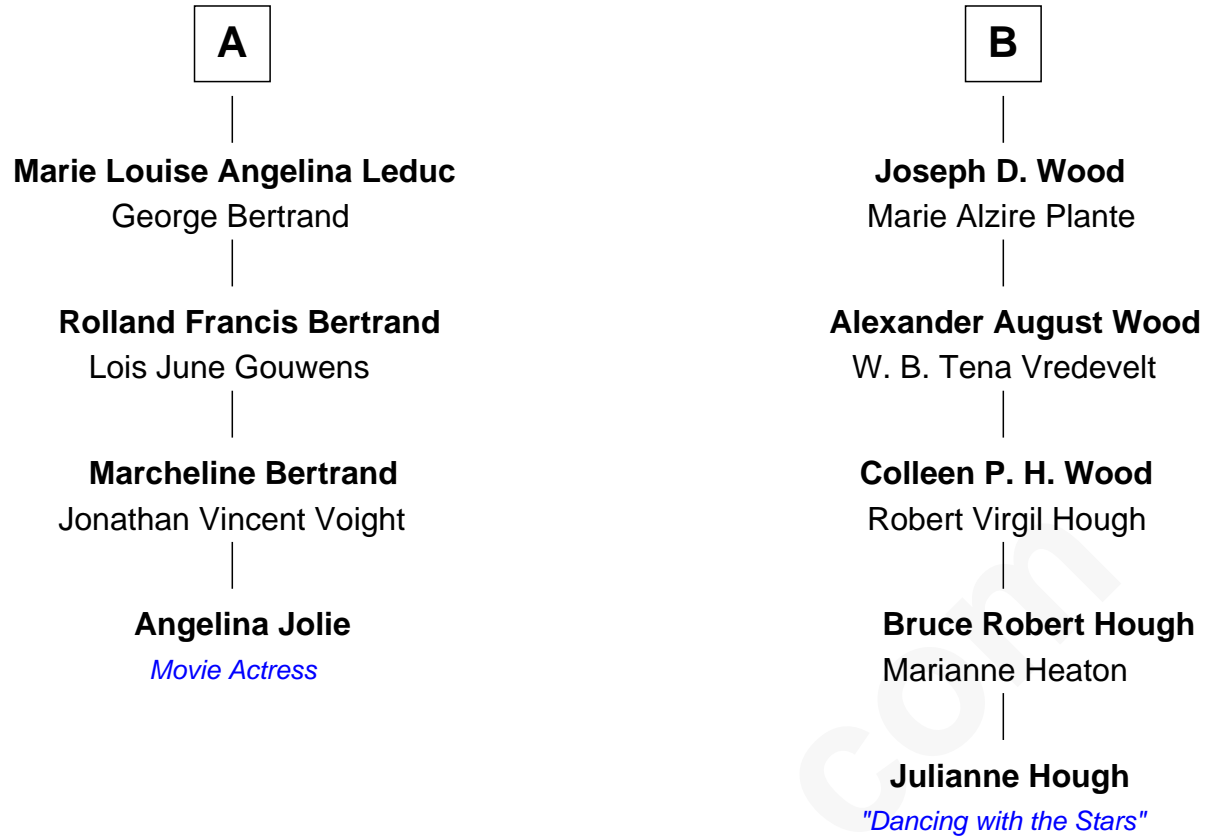 A
Marie Louise Angelina Leduc
George Bertrand
Rolland Francis Bertrand
Lois June Gouwens
Marcheline Bertrand
Jonathan Vincent Voight
Angelina Jolie
Movie Actress
B
Joseph D. Wood
Marie Alzire Plante
Alexander August Wood
W. B. Tena Vredevelt
Colleen P. H. Wood
Robert Virgil Hough
Bruce Robert Hough
Marianne Heaton
Julianne Hough
"Dancing with the Stars"
com